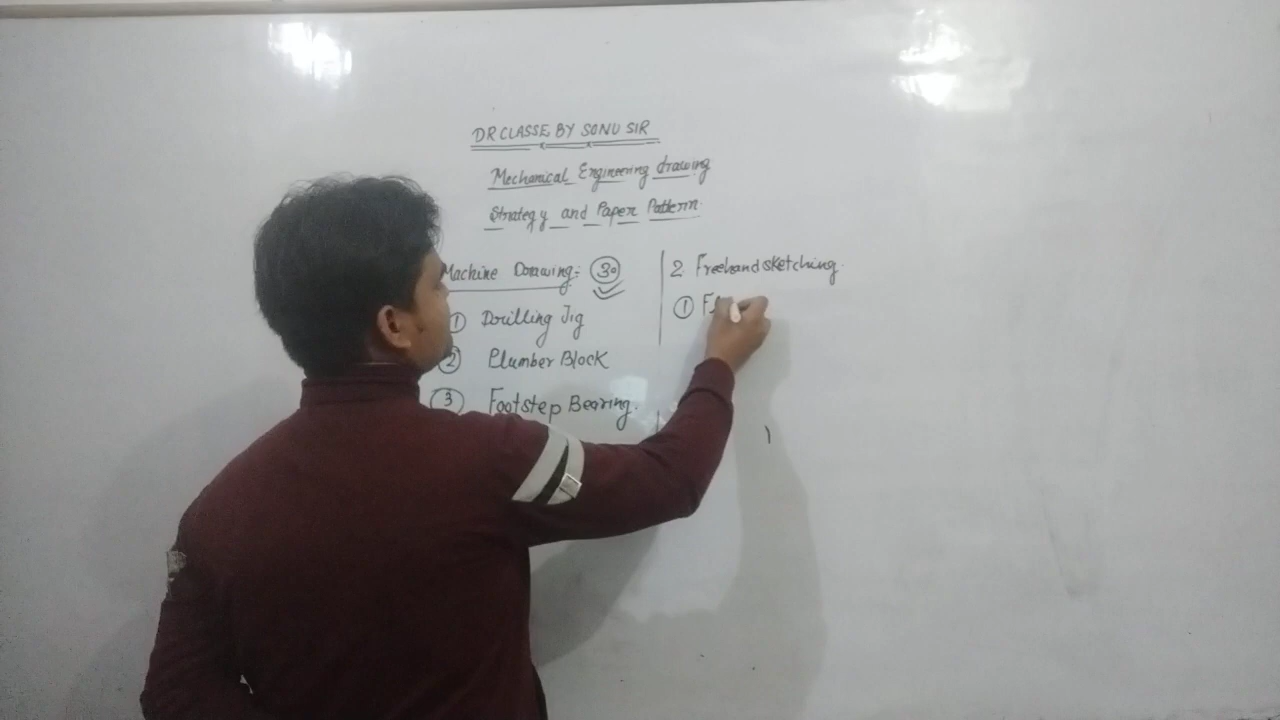 DR CLASSE BY SONU SIR
Mechanical Engineering drawing
Strategy and Paper Pattern.
Machine Drawing:- 30
1 Drilling Jig
2 Plumber Block
3 Footstep Bearing.
2. Freehand sketching.
1